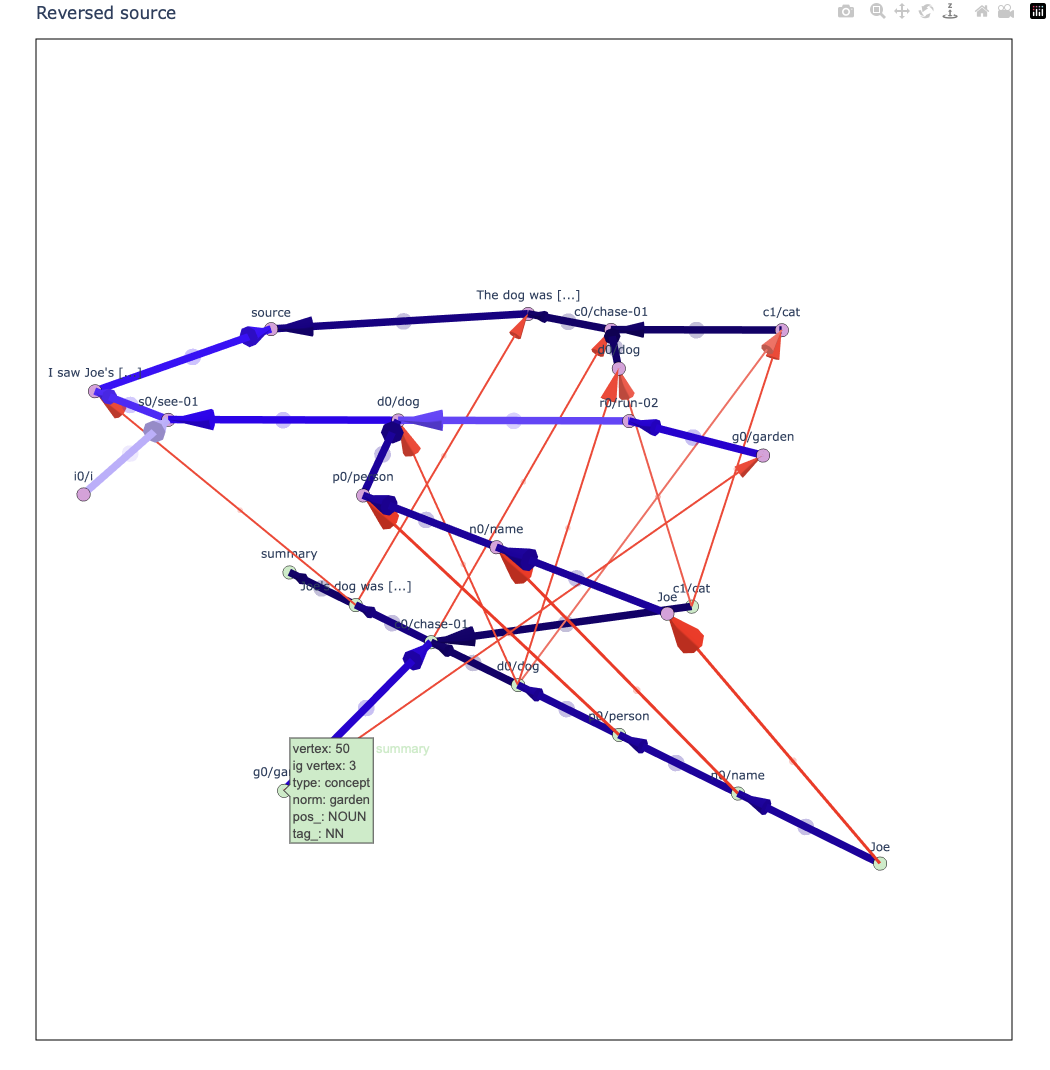 Reversed source
z
The dog was [...]
source
c0/chase-01
c1/cat
d0/dog
I saw Joe's [...]
s0/see-01
d0/dog
r0/run-02
g0/garden
i0/i
p0/person
n0/name
summary
Joe's dog was [...]
c1/cat
Joe
c0/chase-01
d0/dog
p0/person
vertex: 50
summary
ig vertex: 3
g0/ga
type: concept
n0/name
norm: garden
pos_: NOUN
tag_: NN
Joe